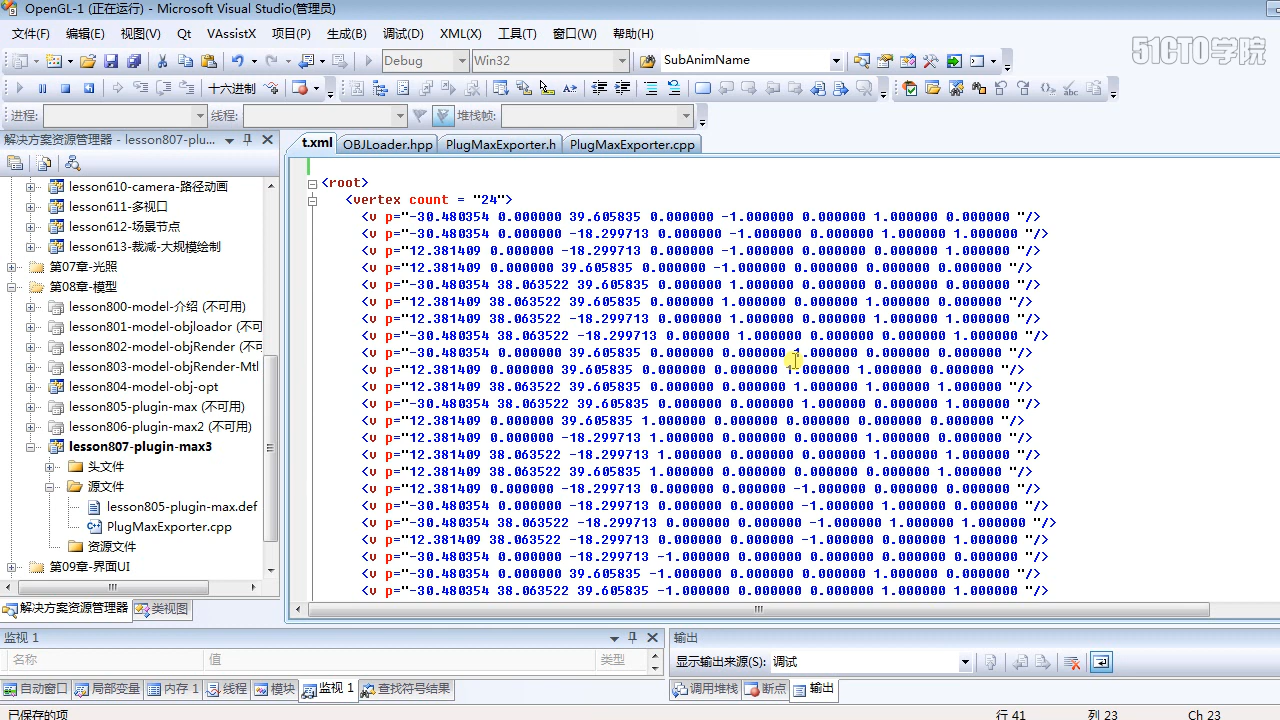 OpenGL-1 (正在运行) - Microsoft Visual Studio(管理员)
文件(F) 编辑(E) 视图(V) Qt VAssistX 项目(P) 生成(B) 调试(D) XML(X) 工具(T) 窗口(W) 帮助(H)
51CTO学院
Debug Win32 SubAnimName
十六进制
进程: 线程: 堆栈帧:
解决方案资源管理器 - lesson807-plu...
t.xml OBJLoader.hpp PlugMaxExporter.h PlugMaxExporter.cpp
lesson610-camera-路径动画
lesson611-多视口
lesson612-场景节点
lesson613-裁减-大规模绘制
第07章-光照
第08章-模型
lesson800-model-介绍 (不可用)
lesson801-model-objloador (不可
lesson802-model-objRender (不可
lesson803-model-objRender-Mtl
lesson804-model obj-opt
lesson805-plugin-max (不可用)
lesson806-plugin-max2 (不可用)
lesson807-plugin-max3
头文件
源文件
lesson805-plugin-max.def
PlugMaxExporter.cpp
资源文件
第09章-界面UI
<root>
<vertex count = "24">
<v p="-30.480354 0.000000 39.605835 0.000000 -1.000000 0.000000 1.000000 0.000000 "/>
<v p="-30.480354 0.000000 -18.299713 0.000000 -1.000000 0.000000 1.000000 1.000000 "/>
<v p="12.381409 0.000000 -18.299713 0.000000 -1.000000 0.000000 0.000000 1.000000 "/>
<v p="12.381409 0.000000 39.605835 0.000000 -1.000000 0.000000 0.000000 0.000000 "/>
<v p="-30.480354 38.063522 39.605835 0.000000 1.000000 0.000000 0.000000 0.000000 "/>
<v p="12.381409 38.063522 39.605835 0.000000 1.000000 0.000000 1.000000 0.000000 "/>
<v p="12.381409 38.063522 -18.299713 0.000000 1.000000 0.000000 1.000000 1.000000 "/>
<v p="-30.480354 38.063522 -18.299713 0.000000 1.000000 0.000000 0.000000 1.000000 "/>
<v p="-30.480354 0.000000 39.605835 0.000000 0.000000 1.000000 0.000000 0.000000 "/>
<v p="12.381409 0.000000 39.605835 0.000000 0.000000 1.000000 1.000000 0.000000 "/>
<v p="12.381409 38.063522 39.605835 0.000000 0.000000 1.000000 1.000000 1.000000 "/>
<v p="-30.480354 38.063522 39.605835 0.000000 0.000000 1.000000 0.000000 1.000000 "/>
<v p="12.381409 0.000000 39.605835 1.000000 0.000000 0.000000 0.000000 0.000000 "/>
<v p="12.381409 0.000000 -18.299713 1.000000 0.000000 0.000000 1.000000 0.000000 "/>
<v p="12.381409 38.063522 -18.299713 1.000000 0.000000 0.000000 1.000000 1.000000 "/>
<v p="12.381409 38.063522 39.605835 1.000000 0.000000 0.000000 0.000000 1.000000 "/>
<v p="12.381409 0.000000 -18.299713 0.000000 0.000000 -1.000000 0.000000 0.000000 "/>
<v p="-30.480354 0.000000 -18.299713 0.000000 0.000000 -1.000000 1.000000 0.000000 "/>
<v p="-30.480354 38.063522 -18.299713 0.000000 0.000000 -1.000000 1.000000 1.000000 "/>
<v p="12.381409 38.063522 -18.299713 0.000000 0.000000 -1.000000 0.000000 1.000000 "/>
<v p="-30.480354 0.000000 -18.299713 -1.000000 0.000000 0.000000 0.000000 0.000000 "/>
<v p="-30.480354 0.000000 39.605835 -1.000000 0.000000 0.000000 1.000000 0.000000 "/>
<v p="-30.480354 38.063522 39.605835 -1.000000 0.000000 0.000000 1.000000 1.000000 "/>
解决方案资源管理器 类视图
监视 1
名称 值 类型
输出
显示输出来源(S): 调试
自动窗口 局部变量 内存 1 线程 模块 监视 1 查找符号结果
调用堆栈 断点 输出
已保存的项 行 41 列 23 Ch 23